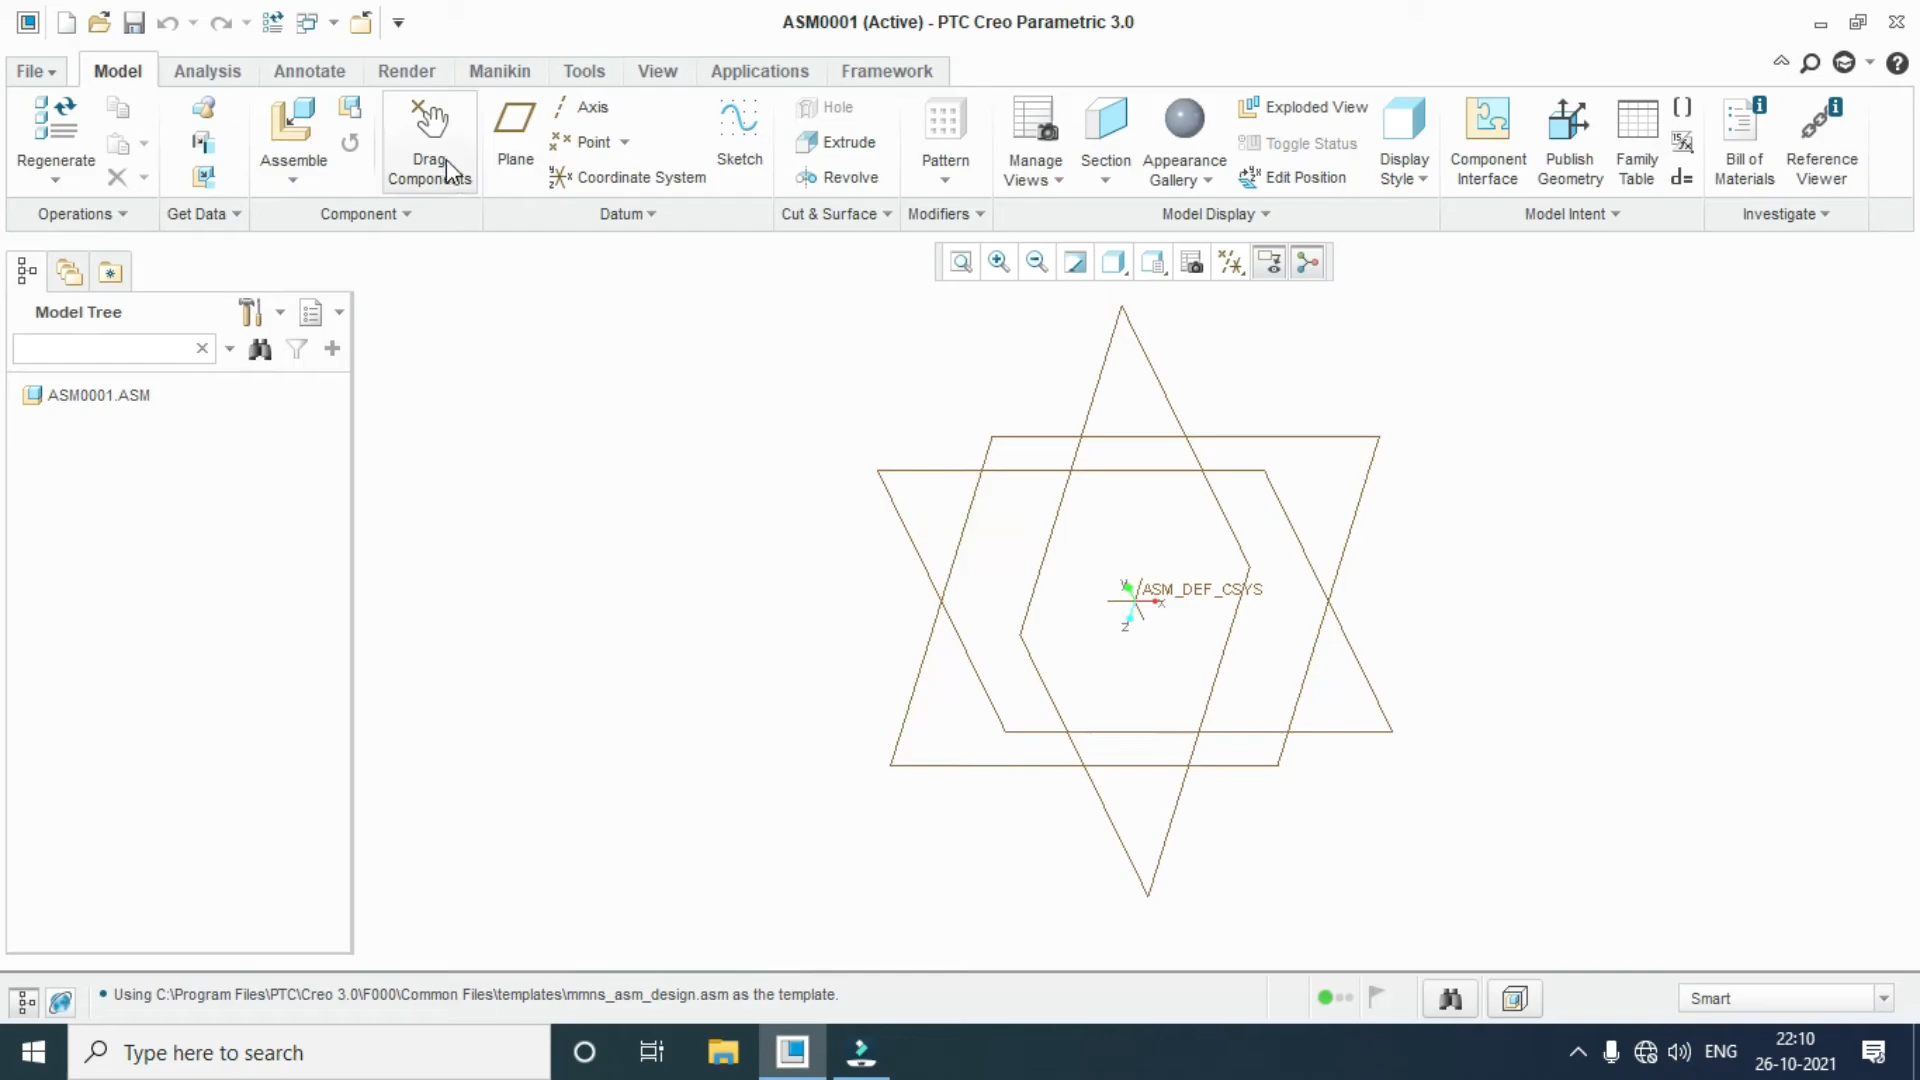 ASM0001 (Active) - PTC Creo Parametric 3.0
File Model Analysis Annotate Render Manikin Tools View Applications Framework
Regenerate
Assemble
Drag
Components
Plane
Axis
Point
Coordinate System
Sketch
Hole
Extrude
Revolve
Pattern
Manage
Views
Section
Appearance
Gallery
Exploded View
Toggle Status
Edit Position
Display
Style
Component
Interface
Publish
Geometry
Family
Table
d=
Bill of
Materials
Reference
Viewer
Operations Get Data Component Datum Cut & Surface Modifiers Model Display Model Intent Investigate
Model Tree
ASM0001.ASM
y
ASM_DEF_CSYS
x
z
Using C:\Program Files\PTC\Creo 3.0\F000\Common Files\templates\mmns_asm_design.asm as the template.
Smart
Type here to search
ENG
22:10
26-10-2021